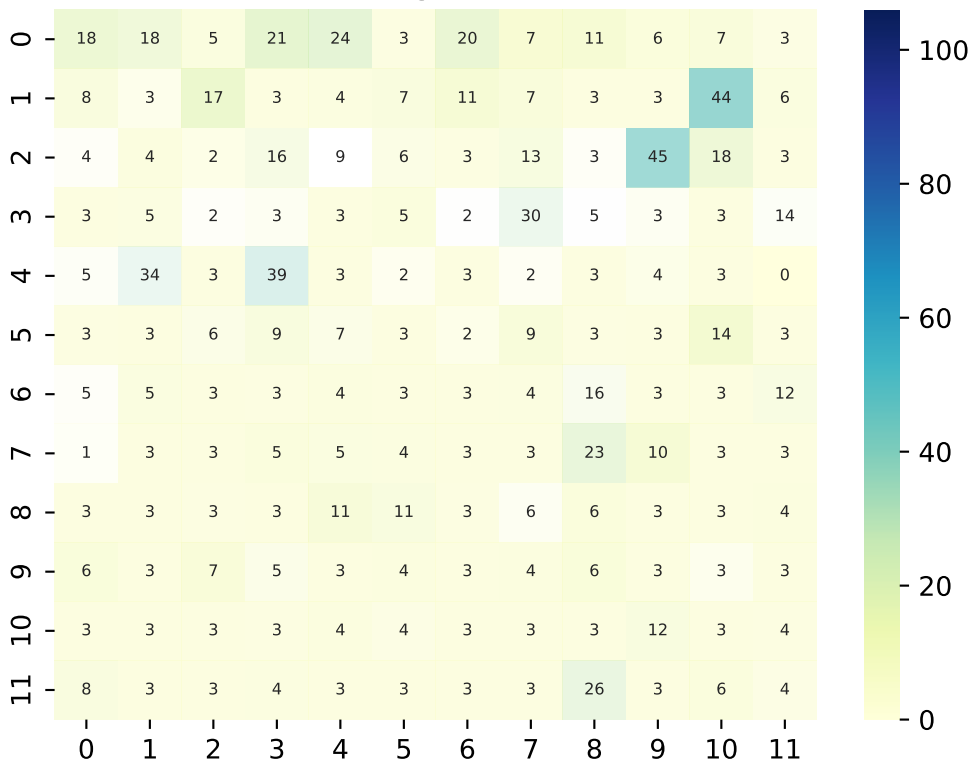 0 18 18 5 21 24 3 20 7 11 6 7 3
1 8 3 17 3 4 7 11 7 3 3 44 6
2 4 4 2 16 9 6 3 13 3 45 18 3
3 3 5 2 3 3 5 2 30 5 3 3 14
4 5 34 3 39 3 2 3 2 3 4 3 0
5 3 3 6 9 7 3 2 9 3 3 14 3
6 5 5 3 3 4 3 3 4 16 3 3 12
7 1 3 3 5 5 4 3 3 23 10 3 3
8 3 3 3 3 11 11 3 6 6 3 3 4
9 6 3 7 5 3 4 3 4 6 3 3 3
10 3 3 3 3 4 4 3 3 3 12 3 4
11 8 3 3 4 3 3 3 3 26 3 6 4
0 1 2 3 4 5 6 7 8 9 10 11
100
80
60
40
20
0